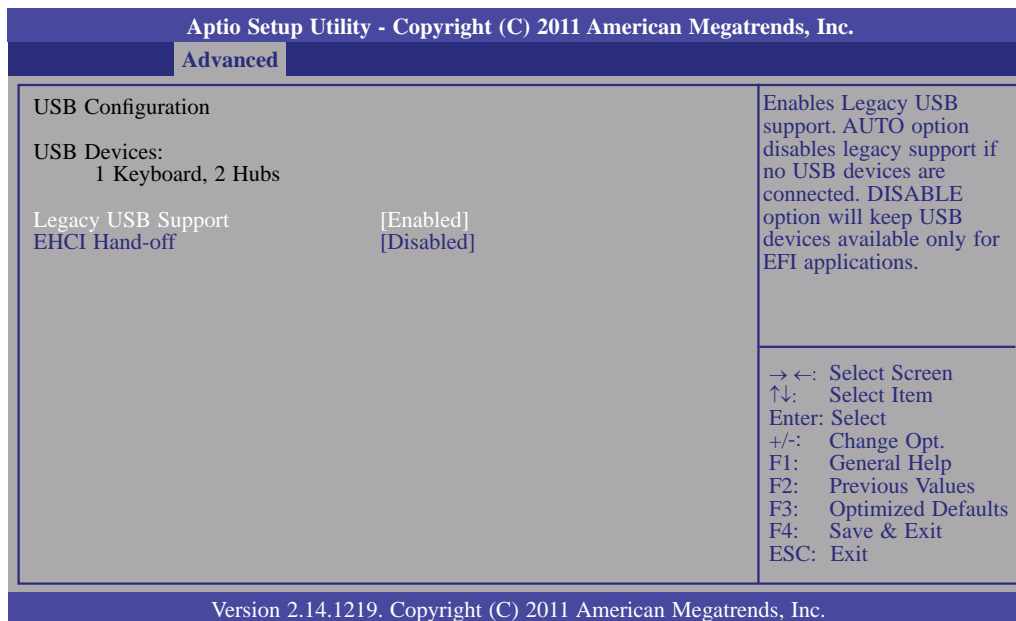 Aptio Setup Utility - Copyright (C) 2011 American Megatrends, Inc.
Advanced
USB Configuration
USB Devices:
1 Keyboard, 2 Hubs
Legacy USB Support [Enabled]
EHCI Hand-off [Disabled]
Enables Legacy USB
support. AUTO option
disables legacy support if
no USB devices are
connected. DISABLE
option will keep USB
devices available only for
EFI applications.
→ ←: Select Screen
↑↓: Select Item
Enter: Select
+/-: Change Opt.
F1: General Help
F2: Previous Values
F3: Optimized Defaults
F4: Save & Exit
ESC: Exit
Version 2.14.1219. Copyright (C) 2011 American Megatrends, Inc.